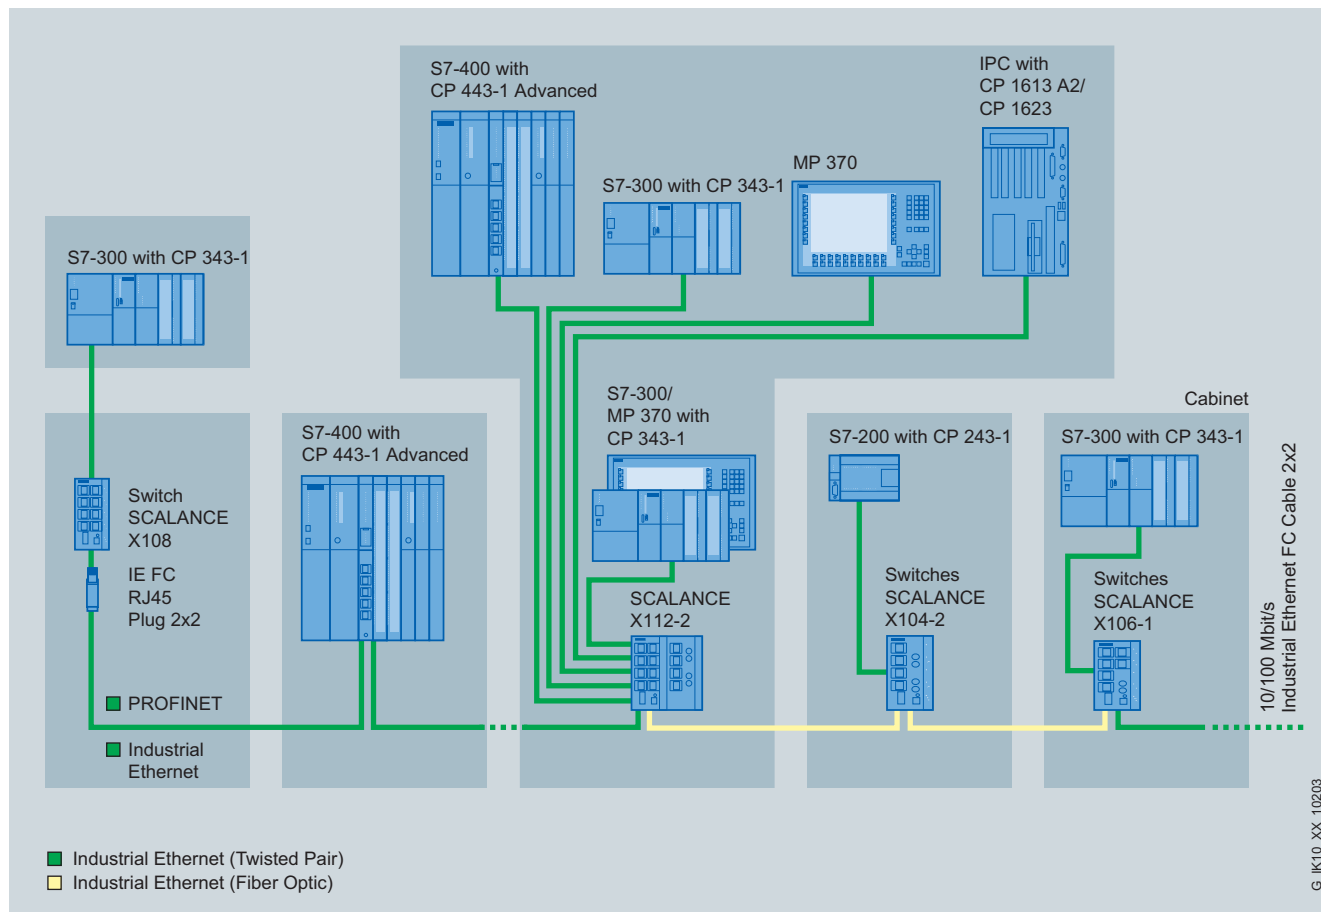 S7-400 with
CP 443-1 Advanced
IPC with
CP 1613 A2/
CP 1623
MP 370
S7-300 with CP 343-1
S7-300 with CP 343-1
S7-300/
MP 370 with
CP 343-1
Cabinet
S7-400 with
CP 443-1 Advanced
S7-200 with CP 243-1
S7-300 with CP 343-1
Switch
SCALANCE
X108
IE FC
RJ45
Plug 2x2
SCALANCE
X112-2
Switches
SCALANCE
X104-2
Switches
SCALANCE
X106-1
10/100 Mbit/s
Industrial Ethernet FC Cable 2x2
PROFINET
Industrial
Ethernet
Industrial Ethernet (Twisted Pair)
Industrial Ethernet (Fiber Optic)
G_IK10_XX_10203